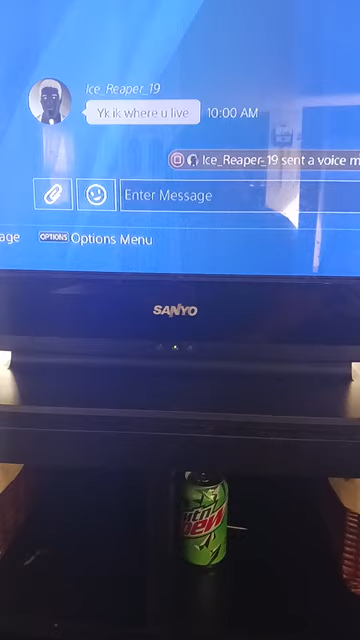 Ice_Reaper_19
Yk ik where u live
10:00 AM
Ice_Reaper_19 sent a voice m
Enter Message
age
OPTIONS Options Menu
SANYO
mtn
Dew